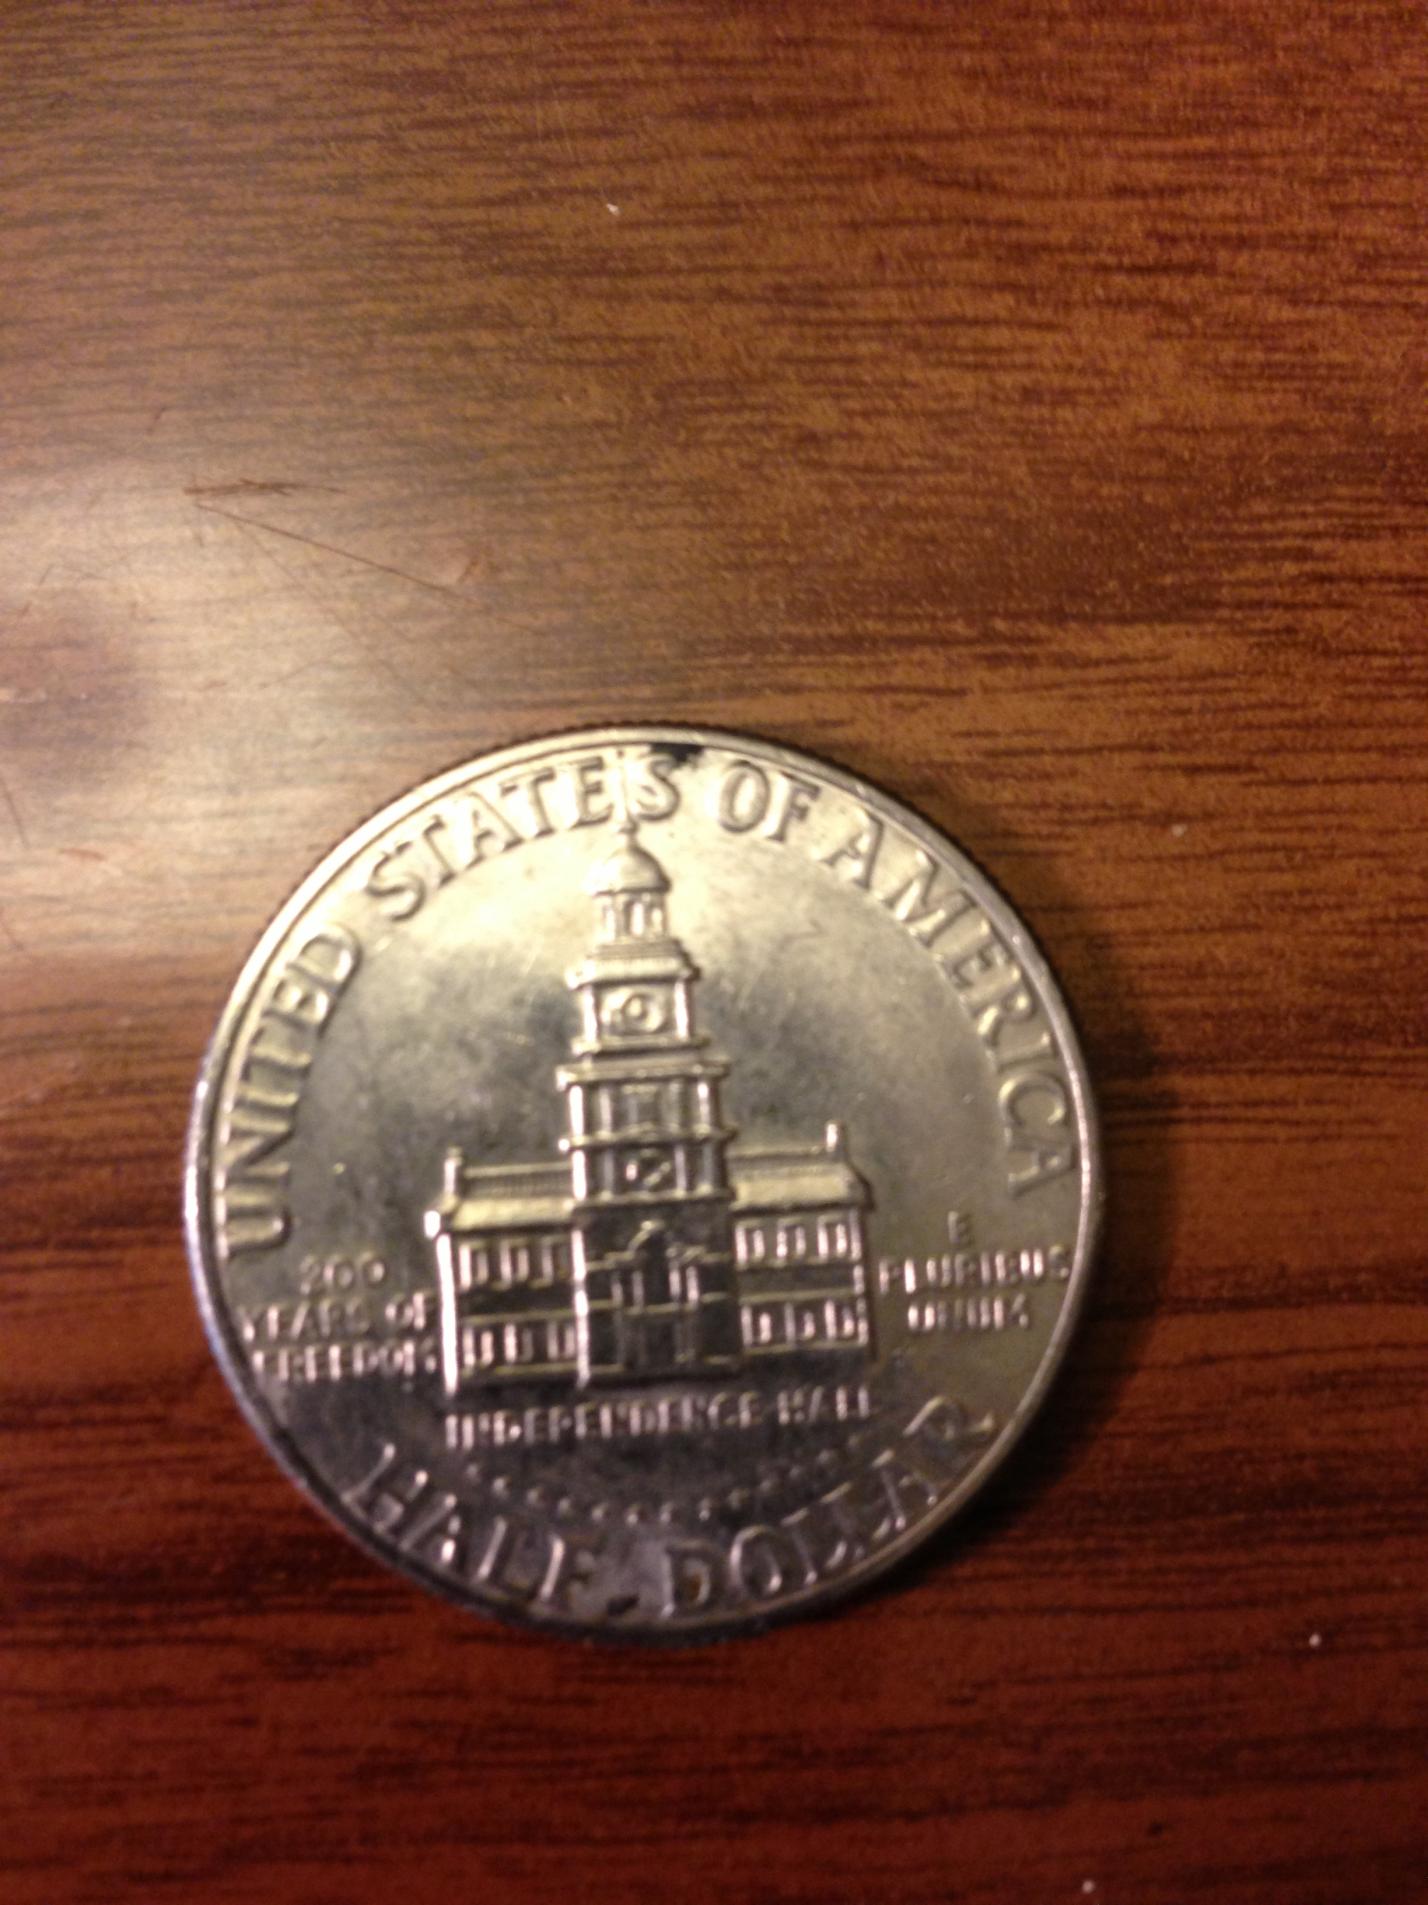 UNITED STATES OF AMERICA
200
YEARS OF
FREEDOM
E
PLURIBUS
UNUM
INDEPENDENCE HALL
HALF DOLLAR